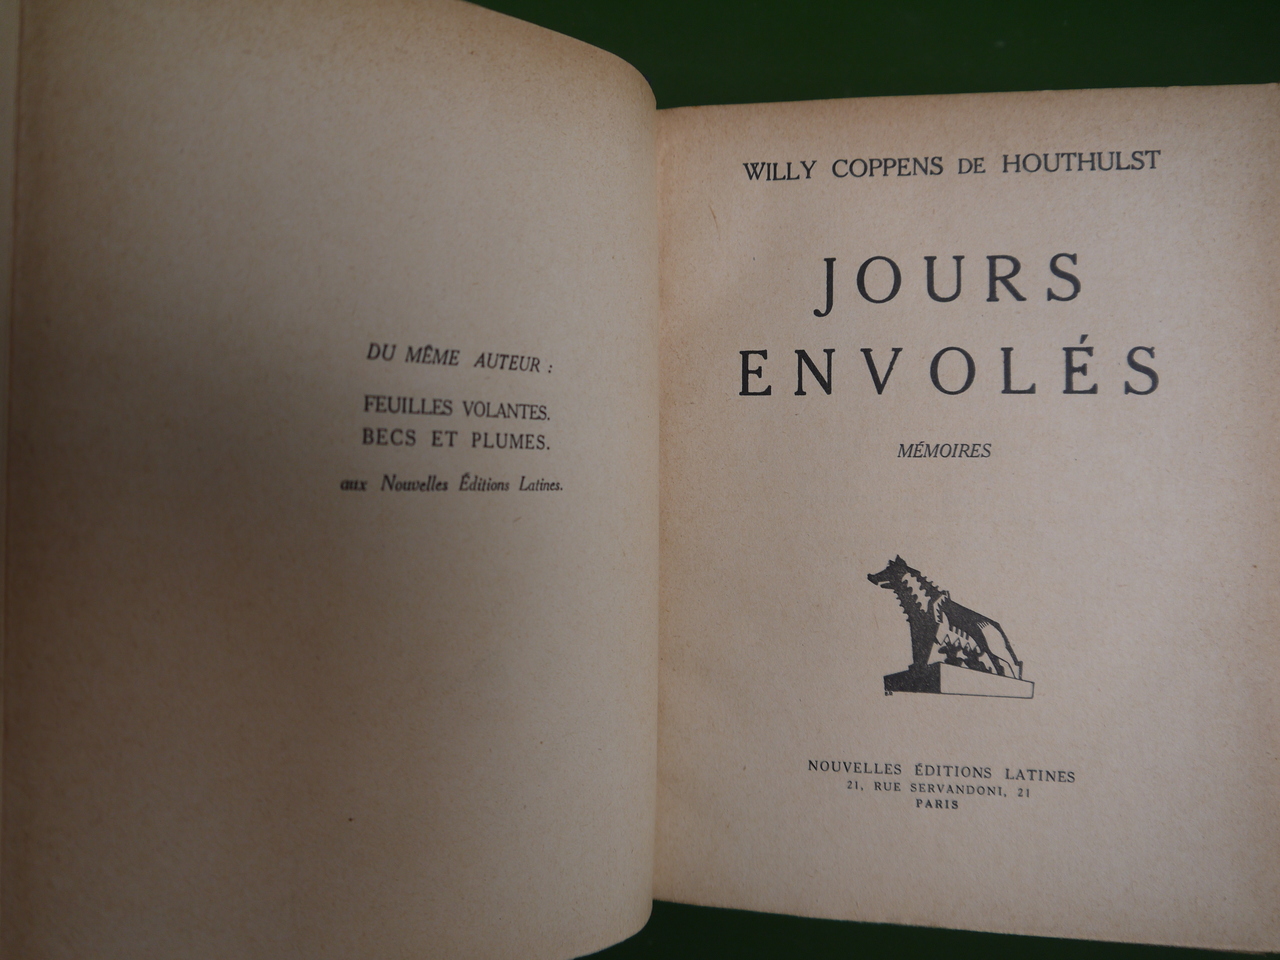 DU MÊME AUTEUR :
FEUILLES VOLANTES.
BECS ET PLUMES.
aux Nouvelles Éditions Latines.
WILLY COPPENS DE HOUTHULST
JOURS
ENVOLÉS
MÉMOIRES
NOUVELLES ÉDITIONS LATINES
21, RUE SERVANDONI, 21
PARIS